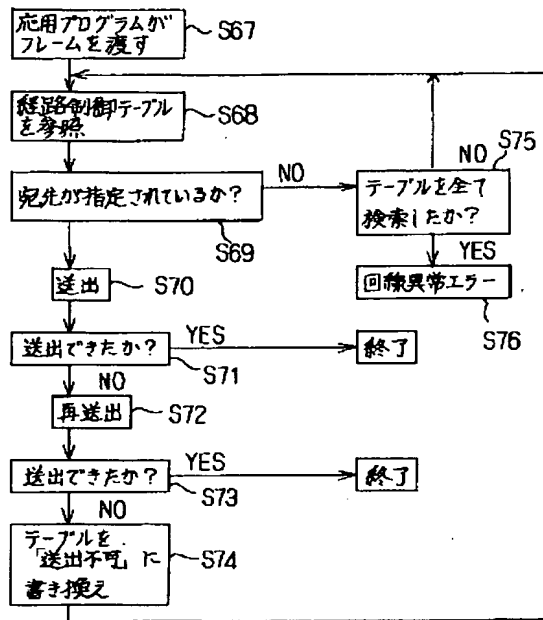 応用プログラムが
フレームを渡す
S67
経路制御テーブル
を参照
S68
宛先が指定されているか?
NO
S69
テーブルを全て
検索したか?
S75
NO
YES
回線異常エラー
S76
送出
S70
送出できたか?
YES
S71
終了
NO
再送出
S72
送出できたか?
YES
S73
終了
NO
テーブルを
「送出不可」に
書き換え
S74